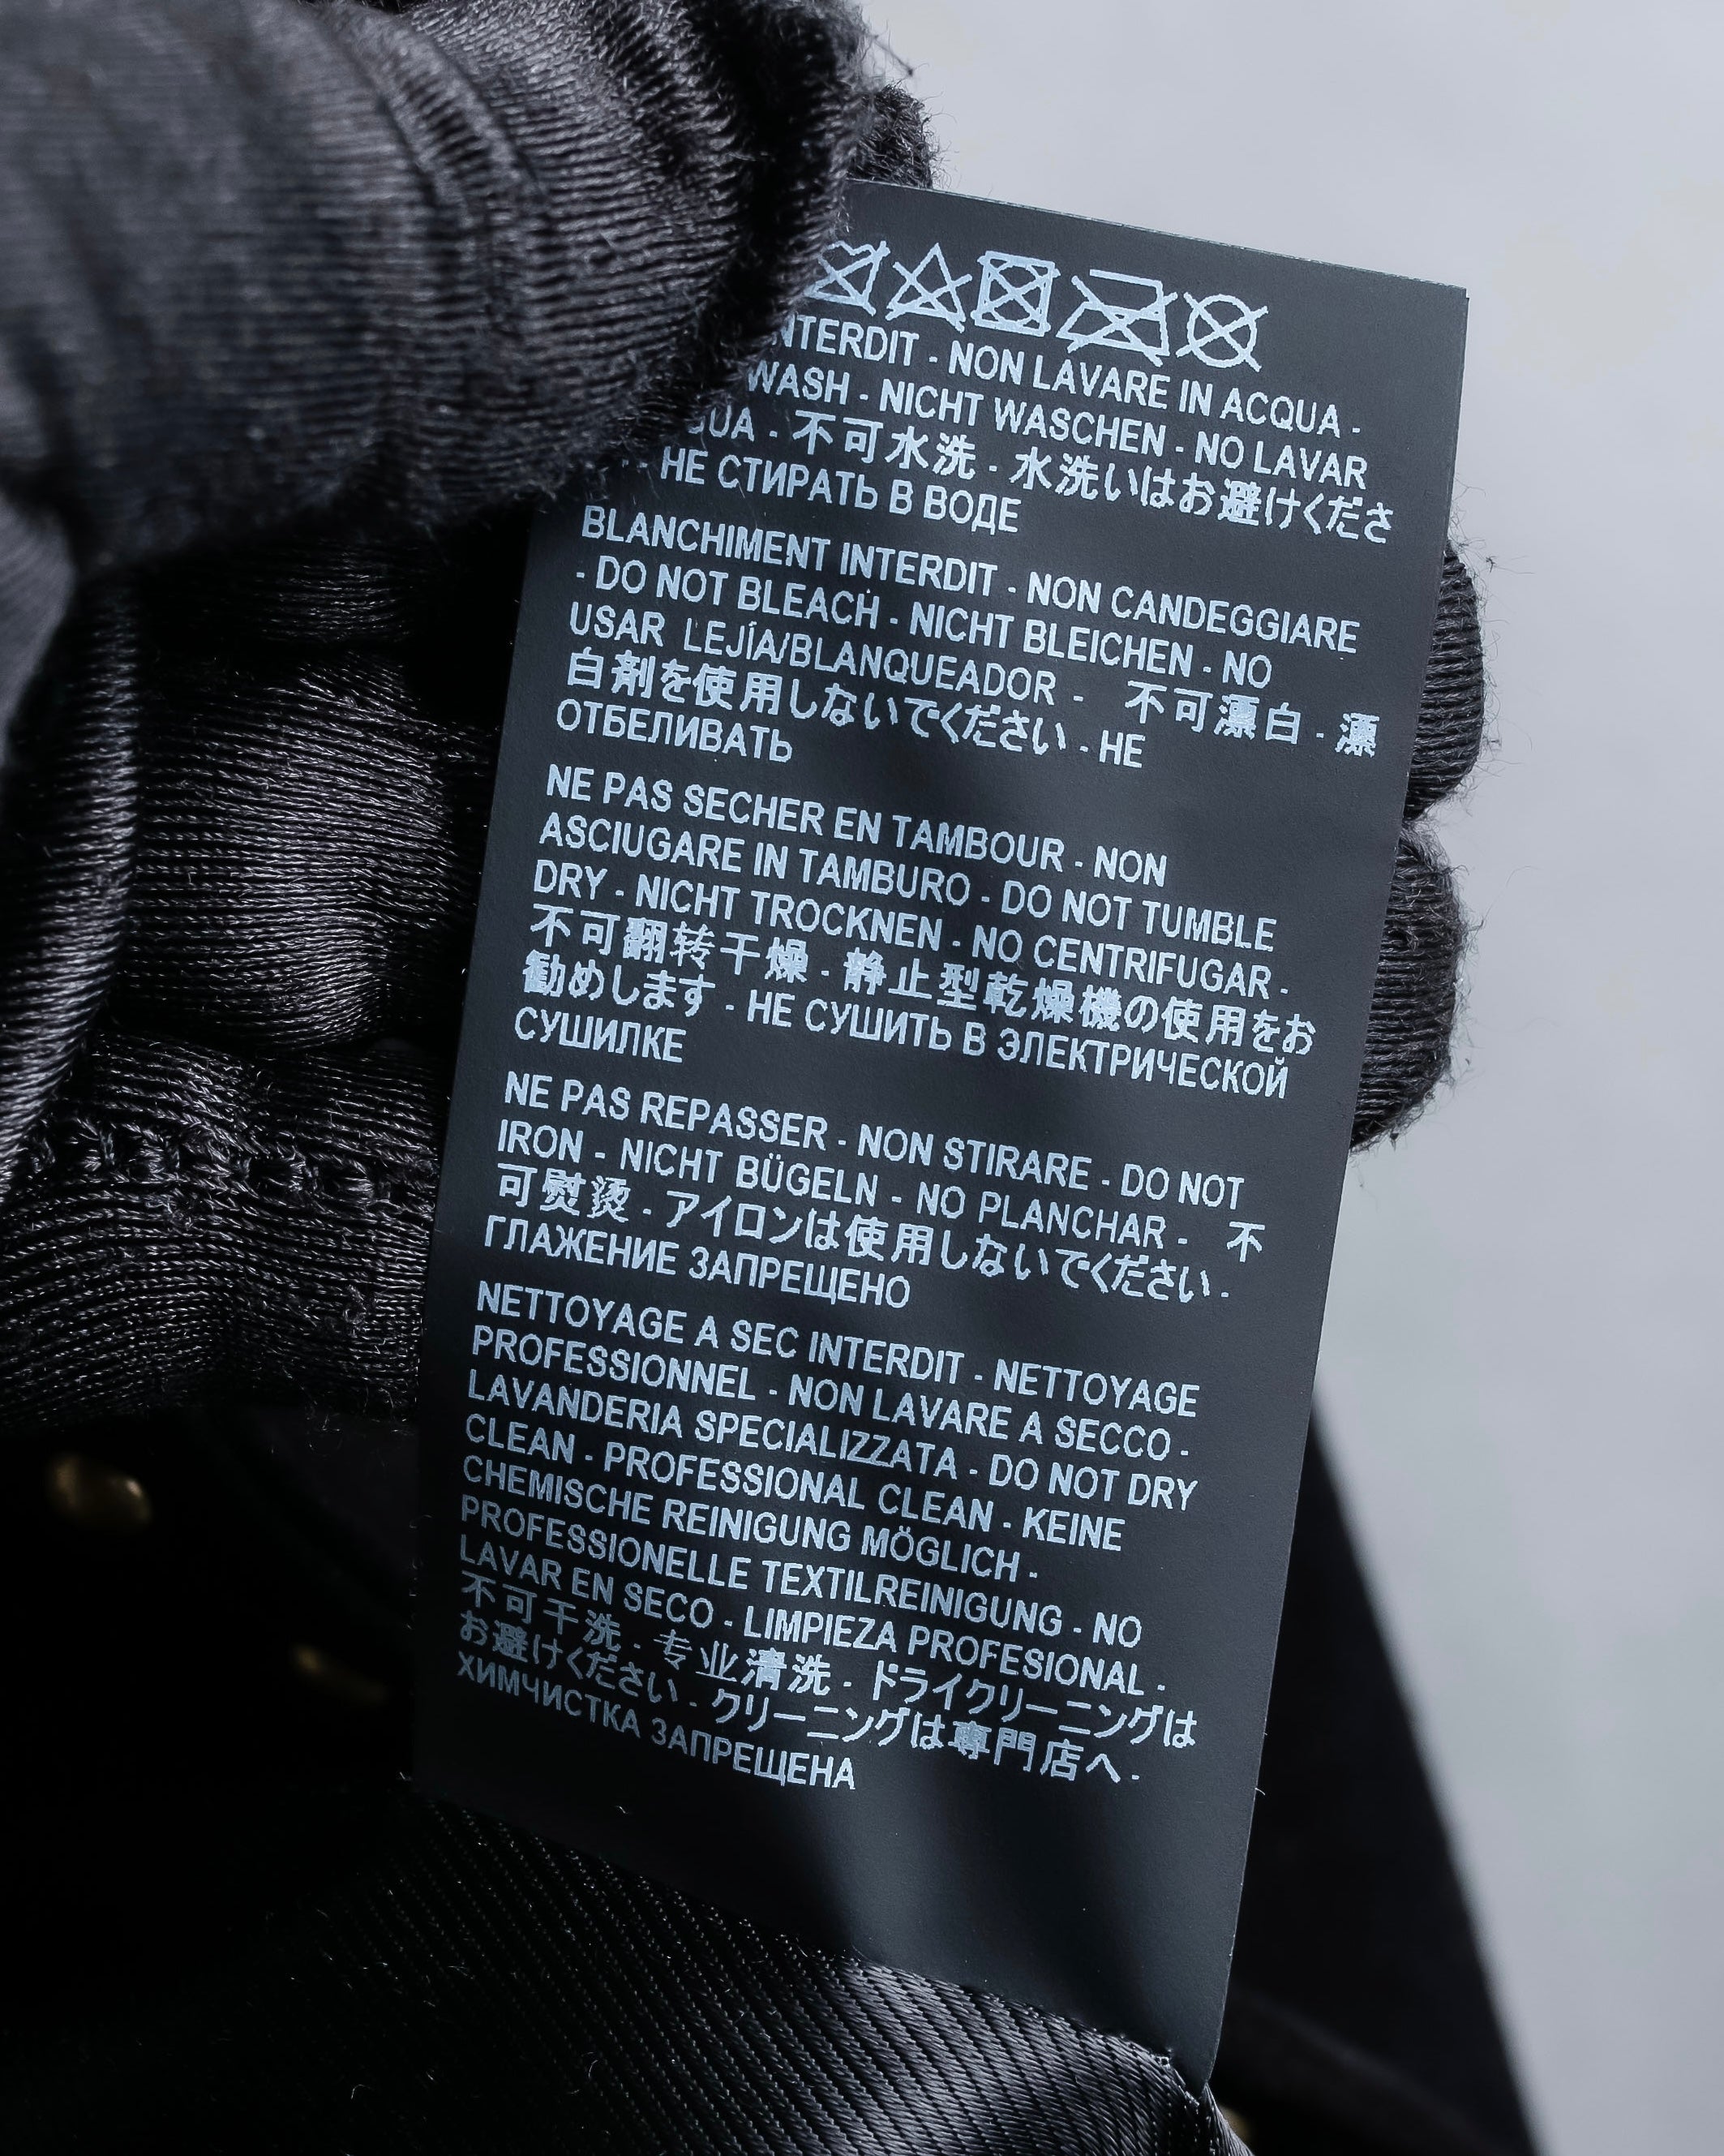 INTERDIT - NON LAVARE IN ACQUA -
WASH - NICHT WASCHEN - NO LAVAR
- 不可水洗 - 水洗いはお避けくださ
НЕ СТИРАТЬ В ВОДЕ
BLANCHIMENT INTERDIT - NON CANDEGGIARE
- DO NOT BLEACH - NICHT BLEICHEN - NO
USAR LEJÍA/BLANQUEADOR - 不可漂白 - 漂
白剤を使用しないでください - НЕ
ОТБЕЛИВАТЬ
NE PAS SECHER EN TAMBOUR - NON
ASCIUGARE IN TAMBURO - DO NOT TUMBLE
DRY - NICHT TROCKNEN - NO CENTRIFUGAR -
不可翻转干燥 - 静止型乾燥機の使用をお
勧めします - НЕ СУШИТЬ В ЭЛЕКТРИЧЕСКОЙ
СУШИЛКЕ
NE PAS REPASSER - NON STIRARE - DO NOT
IRON - NICHT BÜGELN - NO PLANCHAR - 不
可熨烫 - アイロンは使用しないでください -
ГЛАЖЕНИЕ ЗАПРЕЩЕНО
NETTOYAGE A SEC INTERDIT - NETTOYAGE
PROFESSIONNEL - NON LAVARE A SECCO -
LAVANDERIA SPECIALIZZATA - DO NOT DRY
CLEAN - PROFESSIONAL CLEAN - KEINE
CHEMISCHE REINIGUNG MÖGLICH -
PROFESSIONELLE TEXTILREINIGUNG - NO
LAVAR EN SECO - LIMPIEZA PROFESIONAL -
不可干洗 - 专业清洗 - ドライクリーニングは
お避けください - クリーニングは専門店へ -
ХИМЧИСТКА ЗАПРЕЩЕНА